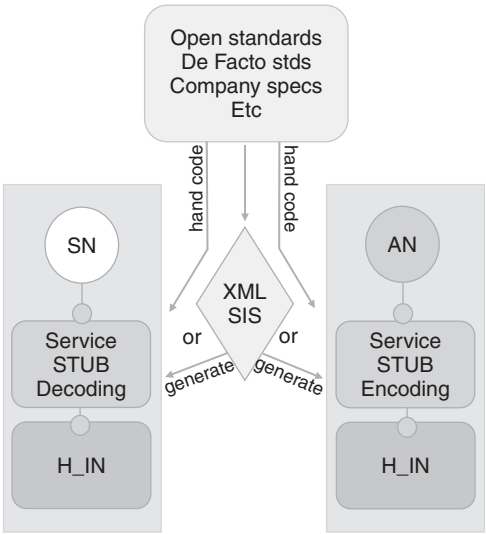 Open standards
De Facto stds
Company specs
Etc
hand code
hand code
SN
AN
XML
SIS
or
or
generate
generate
Service
STUB
Decoding
Service
STUB
Encoding
H_IN
H_IN